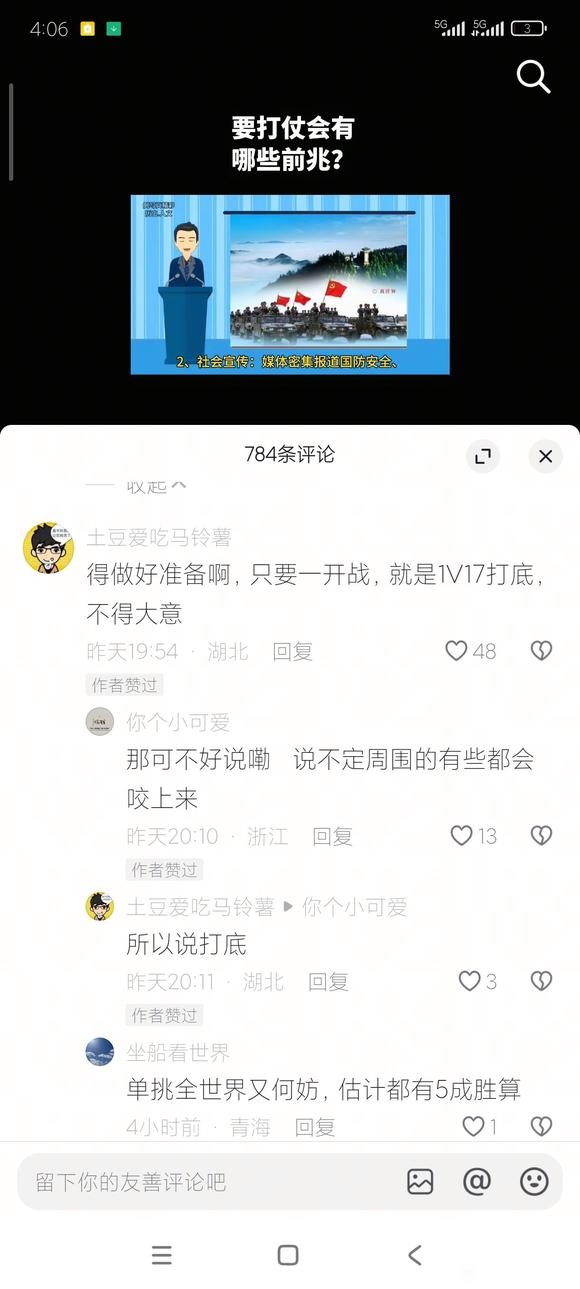 4:06
5G
5G
3
要打仗会有
哪些前兆？
2、社会宣传：媒体密集报道国防安全、
784条评论
收起
土豆爱吃马铃薯
得做好准备啊，只要一开战，就是1V17打底，
不得大意
昨天19:54 · 湖北 回复
48
作者赞过
你个小可爱
那可不好说嘞 说不定周围的有些都会
咬上来
昨天20:10 · 浙江 回复
13
作者赞过
土豆爱吃马铃薯 ▶ 你个小可爱
所以说打底
昨天20:11 · 湖北 回复
3
作者赞过
坐船看世界
单挑全世界又何妨，估计都有5成胜算
4小时前 · 青海 回复
1
留下你的友善评论吧